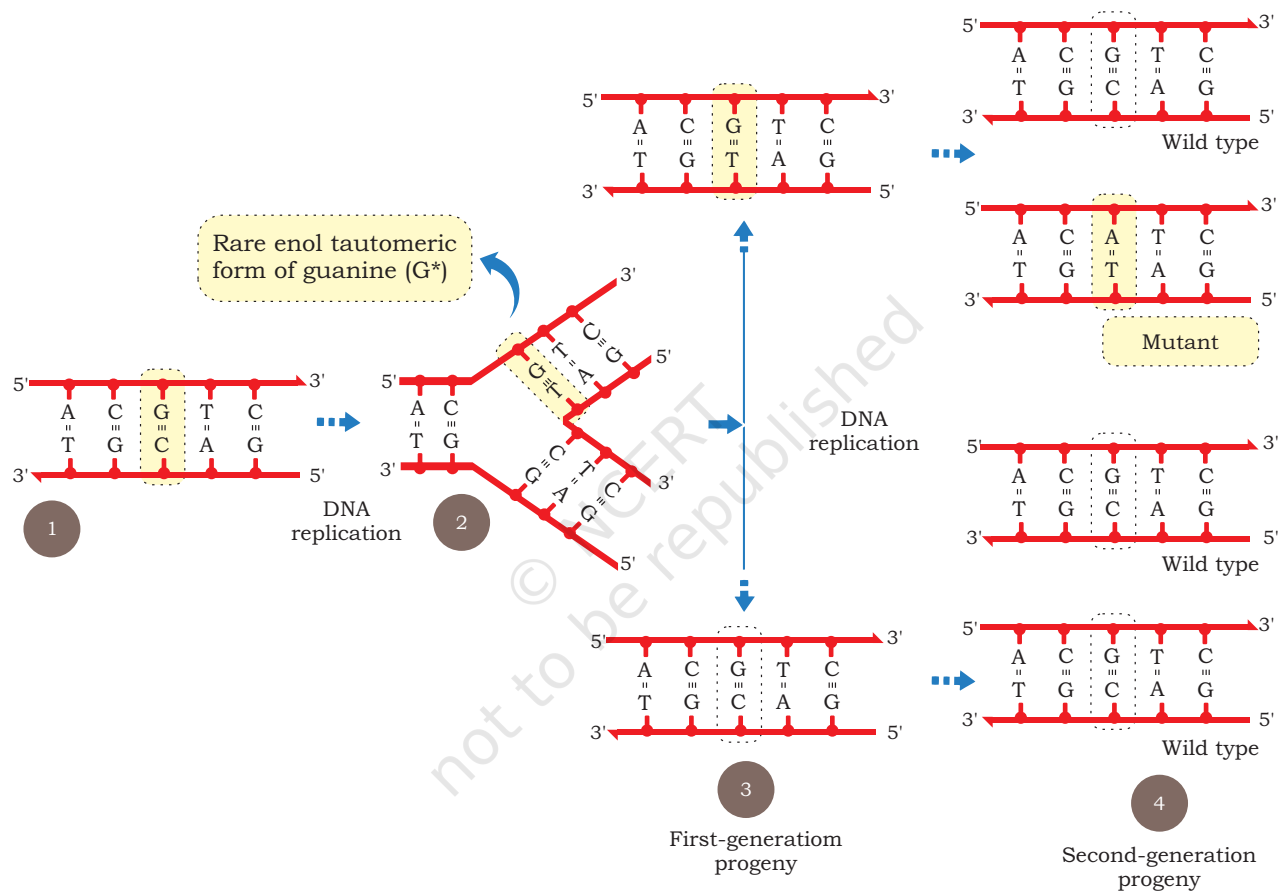 5' 3'
A C G T C
T G C A G
3' 5'
1
DNA
replication
Rare enol tautomeric
form of guanine (G*)
5' 3'
A C G T C
T G T A G
3'
3'
C T C
G A G
5'
2
5' 3'
A C G T C
T G T A G
3' 5'
DNA
replication
5' 3'
A C G T C
T G C A G
3' 5'
3
First-generatiom
progeny
5' 3'
A C G T C
T G C A G
3' 5'
Wild type
5' 3'
A C A T C
T G T A G
3' 5'
Mutant
5' 3'
A C G T C
T G C A G
3' 5'
Wild type
5' 3'
A C G T C
T G C A G
3' 5'
Wild type
4
Second-generation
progeny
© NCERT
not to be republished